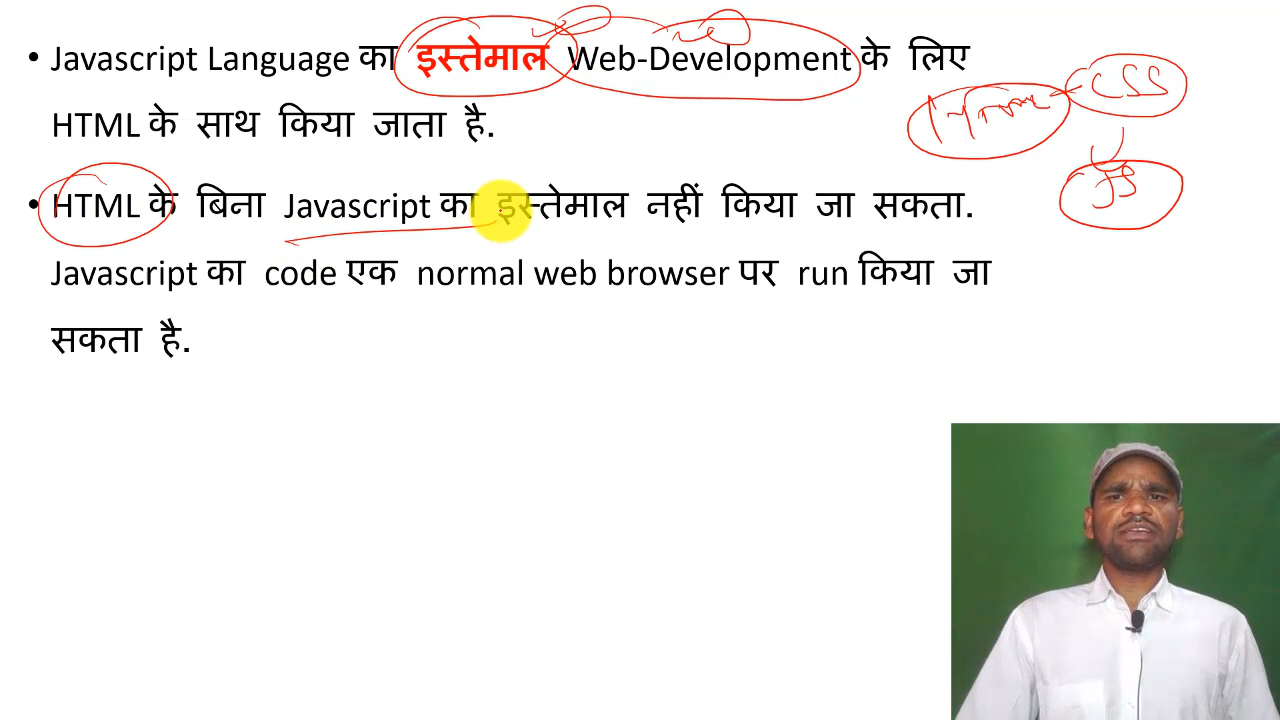 • Javascript Language का इस्तेमाल Web-Development के लिए
HTML के साथ किया जाता है.
CSS
• HTML के बिना Javascript का इस्तेमाल नहीं किया जा सकता.
JS
Javascript का code एक normal web browser पर run किया जा
सकता है.